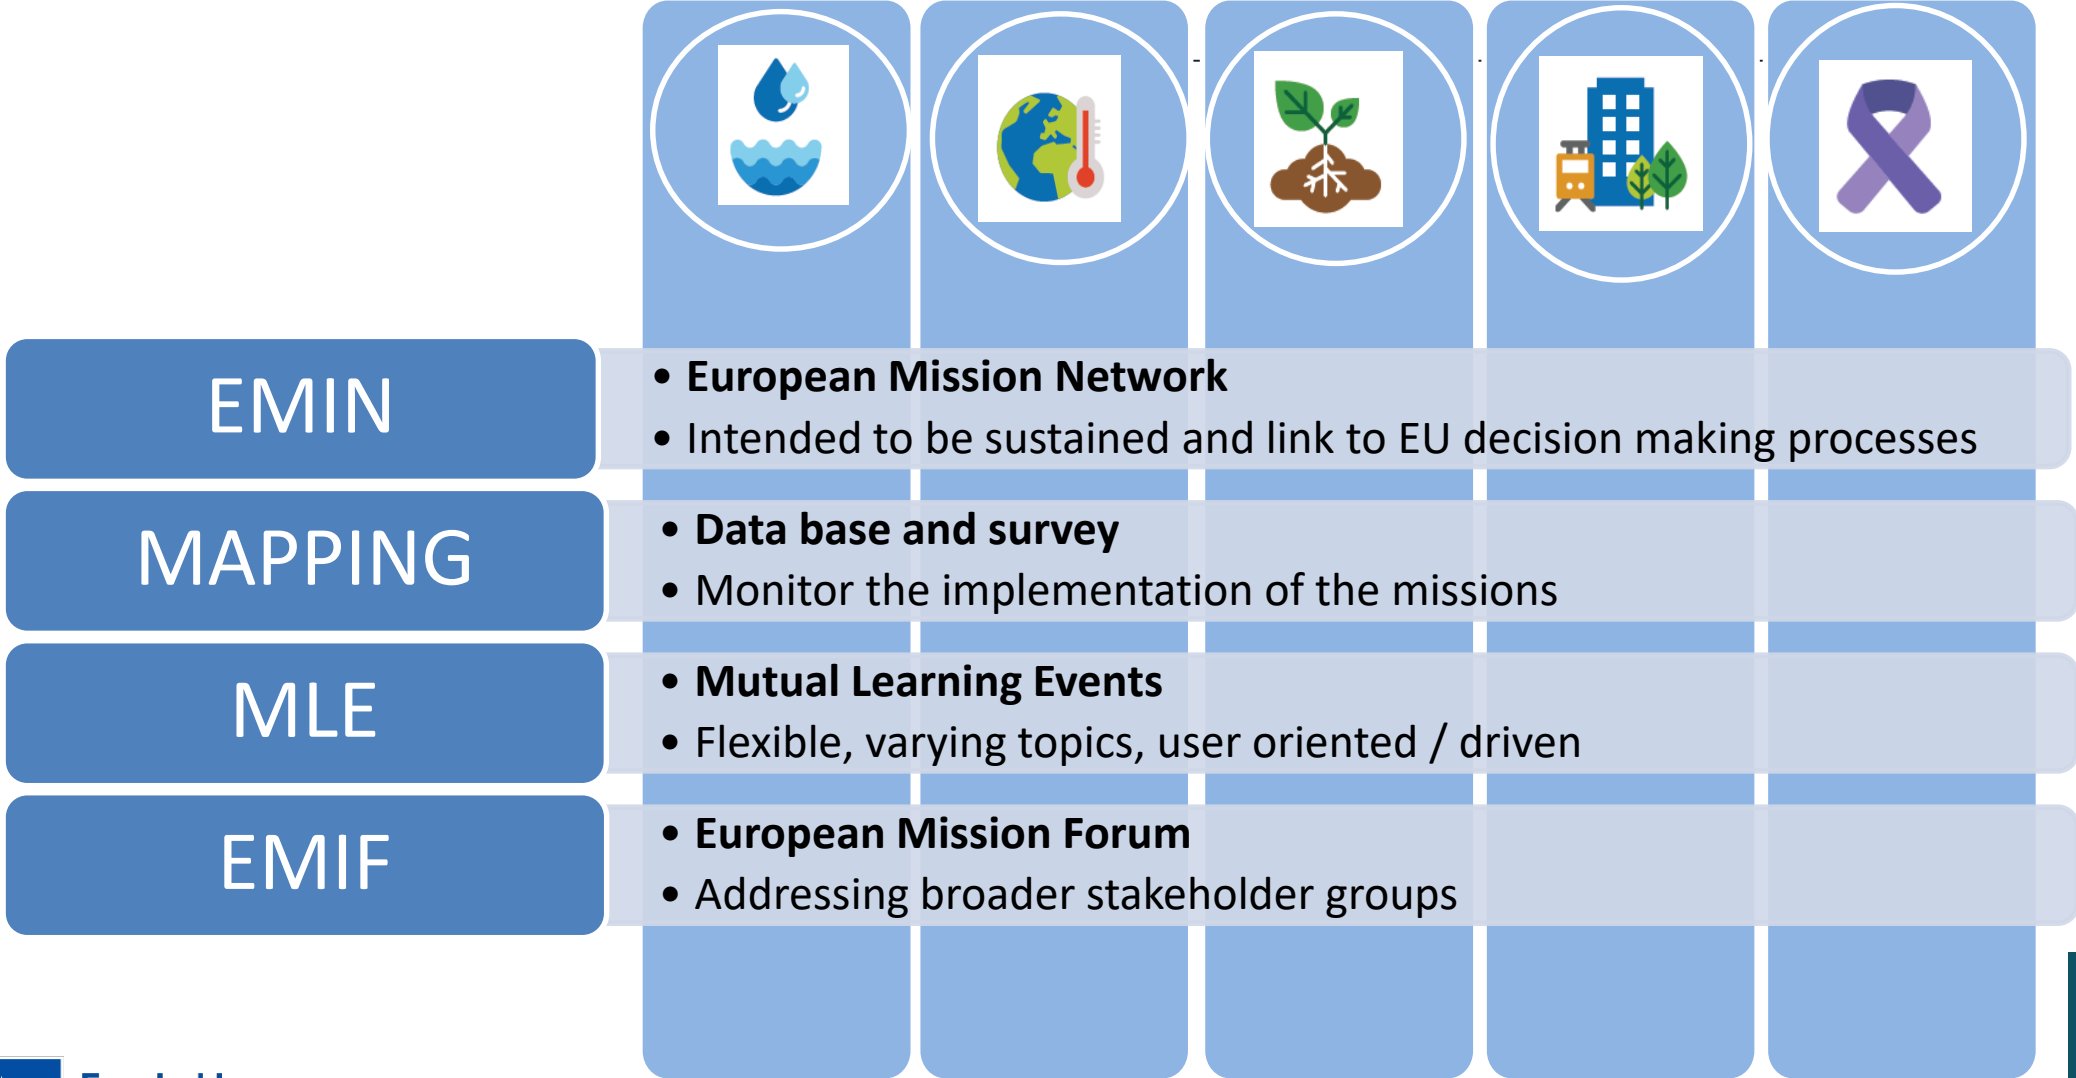 EMIN
• European Mission Network
• Intended to be sustained and link to EU decision making processes
MAPPING
• Data base and survey
• Monitor the implementation of the missions
MLE
• Mutual Learning Events
• Flexible, varying topics, user oriented / driven
EMIF
• European Mission Forum
• Addressing broader stakeholder groups